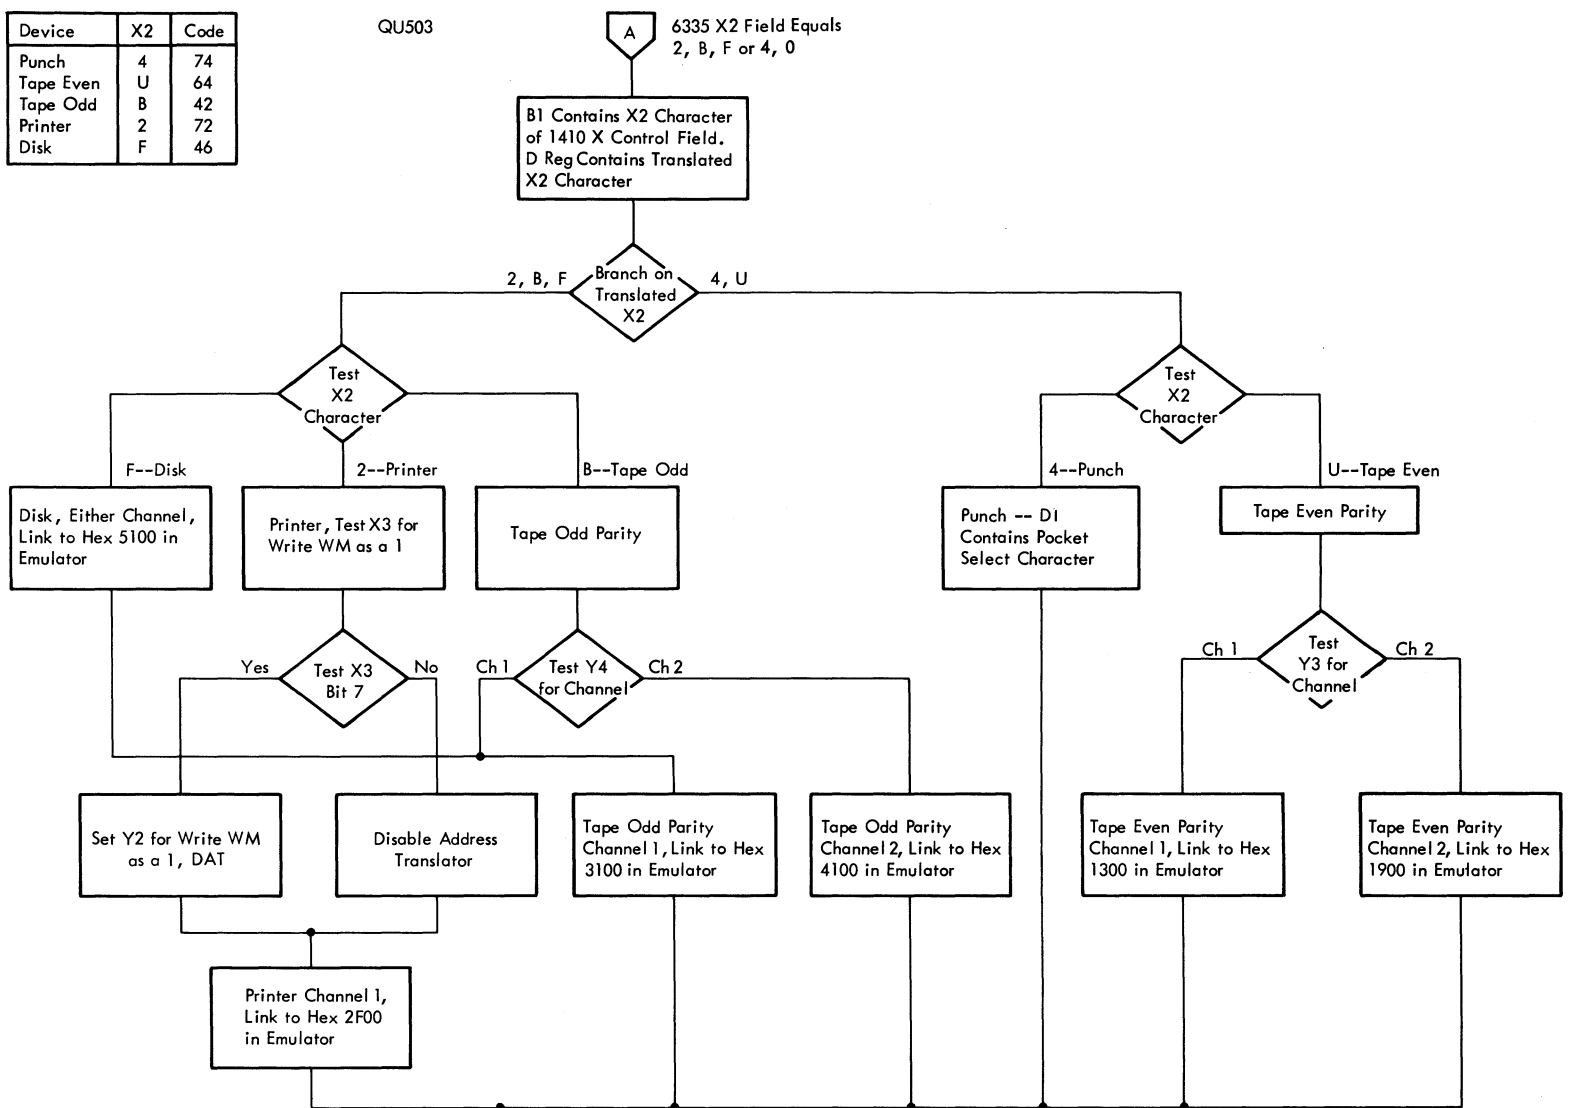 Device X2 Code
Punch 4 74
Tape Even U 64
Tape Odd B 42
Printer 2 72
Disk F 46
QU503
A
6335 X2 Field Equals
2, B, F or 4, 0
B1 Contains X2 Character
of 1410 X Control Field.
D Reg Contains Translated
X2 Character
2, B, F
Branch on
Translated
X2
4, U
Test
X2
Character
Test
X2
Character
F--Disk
2--Printer
B--Tape Odd
4--Punch
U--Tape Even
Disk, Either Channel,
Link to Hex 5100 in
Emulator
Printer, Test X3 for
Write WM as a 1
Tape Odd Parity
Punch -- DI
Contains Pocket
Select Character
Tape Even Parity
Yes
Test X3
Bit 7
No
Ch 1
Test Y4
for Channel
Ch 2
Ch 1
Test
Y3 for
Channel
Ch 2
Set Y2 for Write WM
as a 1, DAT
Disable Address
Translator
Tape Odd Parity
Channel 1, Link to Hex
3100 in Emulator
Tape Odd Parity
Channel 2, Link to Hex
4100 in Emulator
Tape Even Parity
Channel 1, Link to Hex
1300 in Emulator
Tape Even Parity
Channel 2, Link to Hex
1900 in Emulator
Printer Channel 1,
Link to Hex 2F00
in Emulator